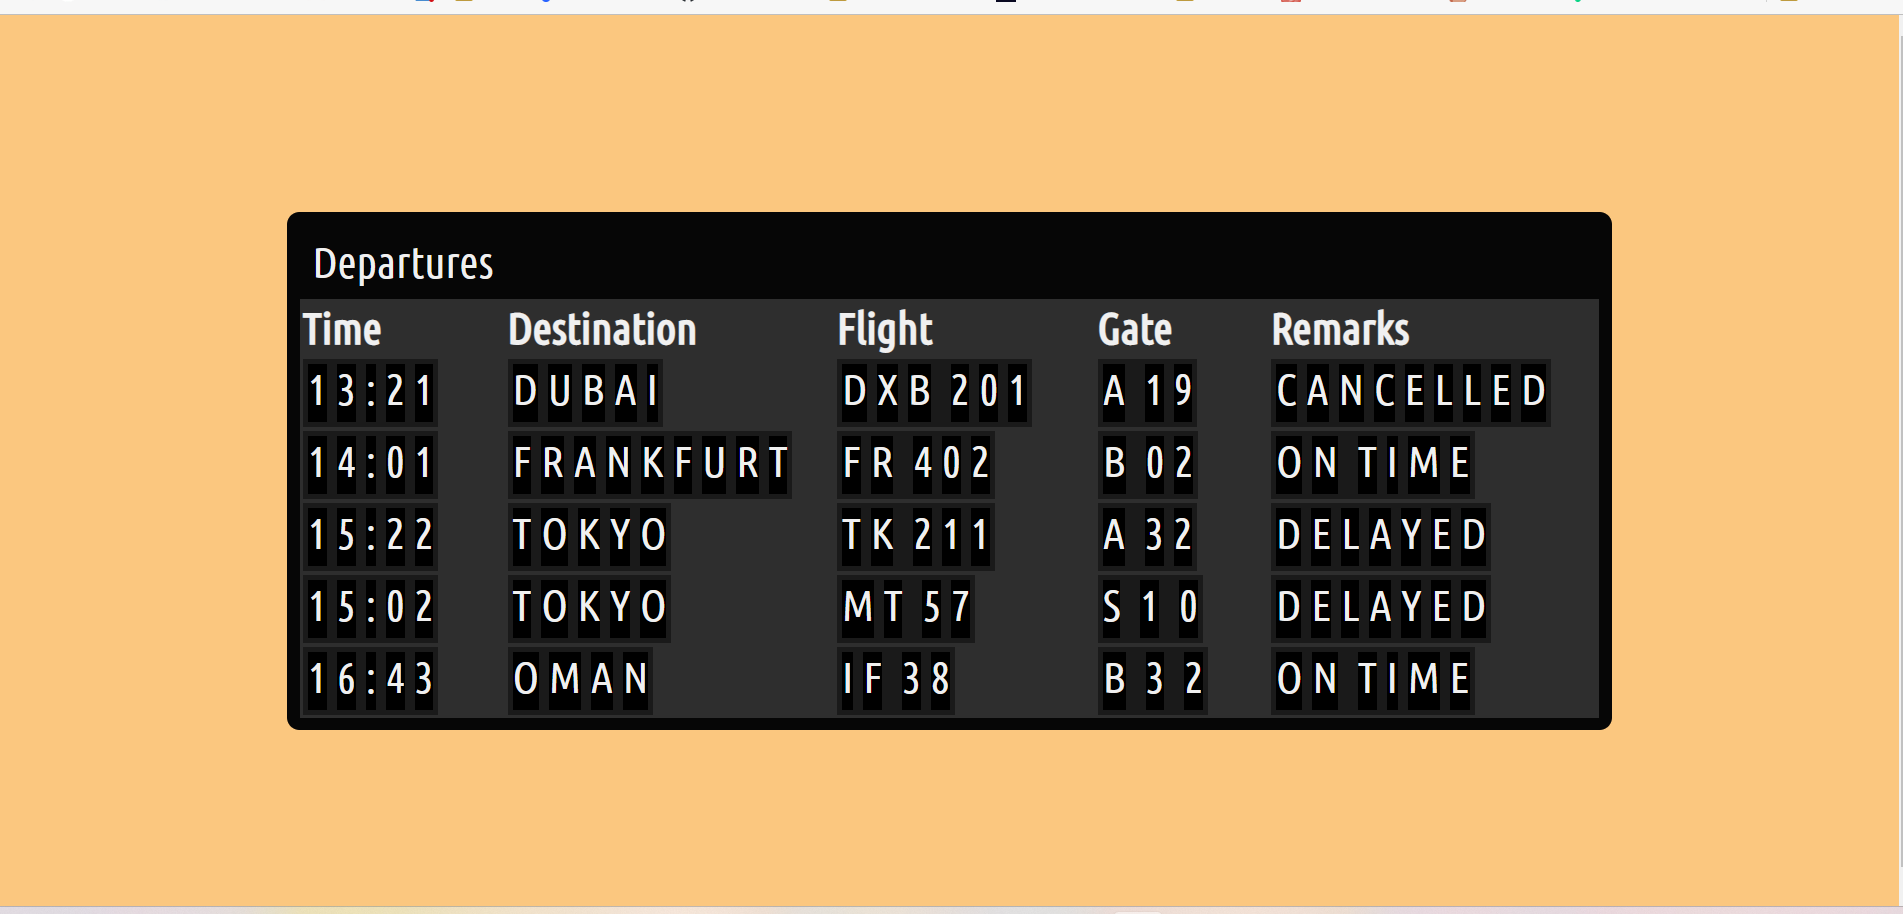 Departures
Time Destination Flight Gate Remarks
13:21 DUBAI DXB 201 A 19 CANCELLED
14:01 FRANKFURT FR 402 B 02 ON TIME
15:22 TOKYO TK 211 A 32 DELAYED
15:02 TOKYO MT 57 S 1 0 DELAYED
16:43 OMAN IF 38 B 3 2 ON TIME